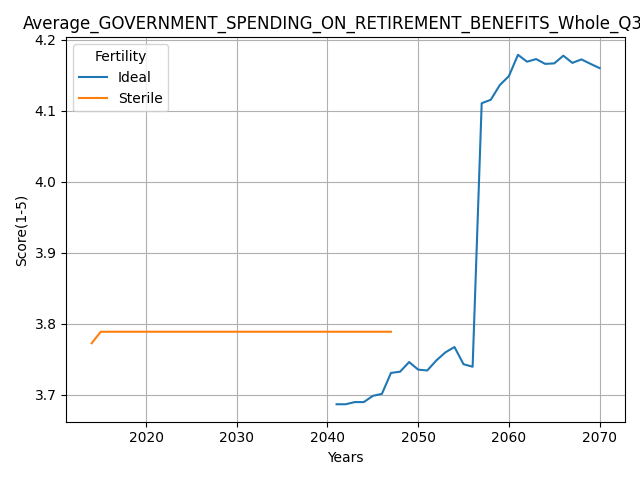 Average_GOVERNMENT_SPENDING_ON_RETIREMENT_BENEFITS_Whole_Q3
Fertility
Ideal
Sterile
Score(1-5)
4.2
4.1
4.0
3.9
3.8
3.7
2020 2030 2040 2050 2060 2070
Years